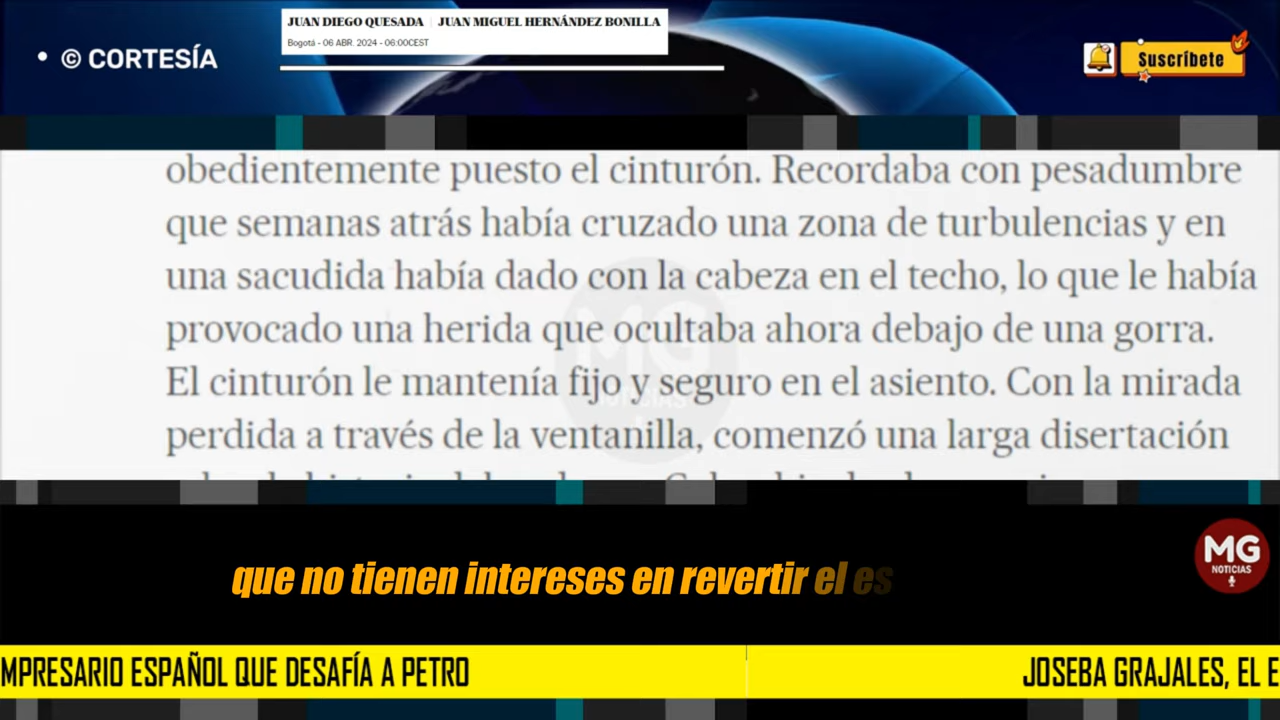 JUAN DIEGO QUESADA | JUAN MIGUEL HERNÁNDEZ BONILLA
Bogotá - 06 ABR. 2024 - 06:00CEST
• © CORTESÍA
Suscríbete
obedientemente puesto el cinturón. Recordaba con pesadumbre
que semanas atrás había cruzado una zona de turbulencias y en
una sacudida había dado con la cabeza en el techo, lo que le había
provocado una herida que ocultaba ahora debajo de una gorra.
El cinturón le mantenía fijo y seguro en el asiento. Con la mirada
perdida a través de la ventanilla, comenzó una larga disertación
MG
NOTICIAS
que no tienen intereses en revertir el es
MG
NOTICIAS
MPRESARIO ESPAÑOL QUE DESAFÍA A PETRO
JOSEBA GRAJALES, EL E